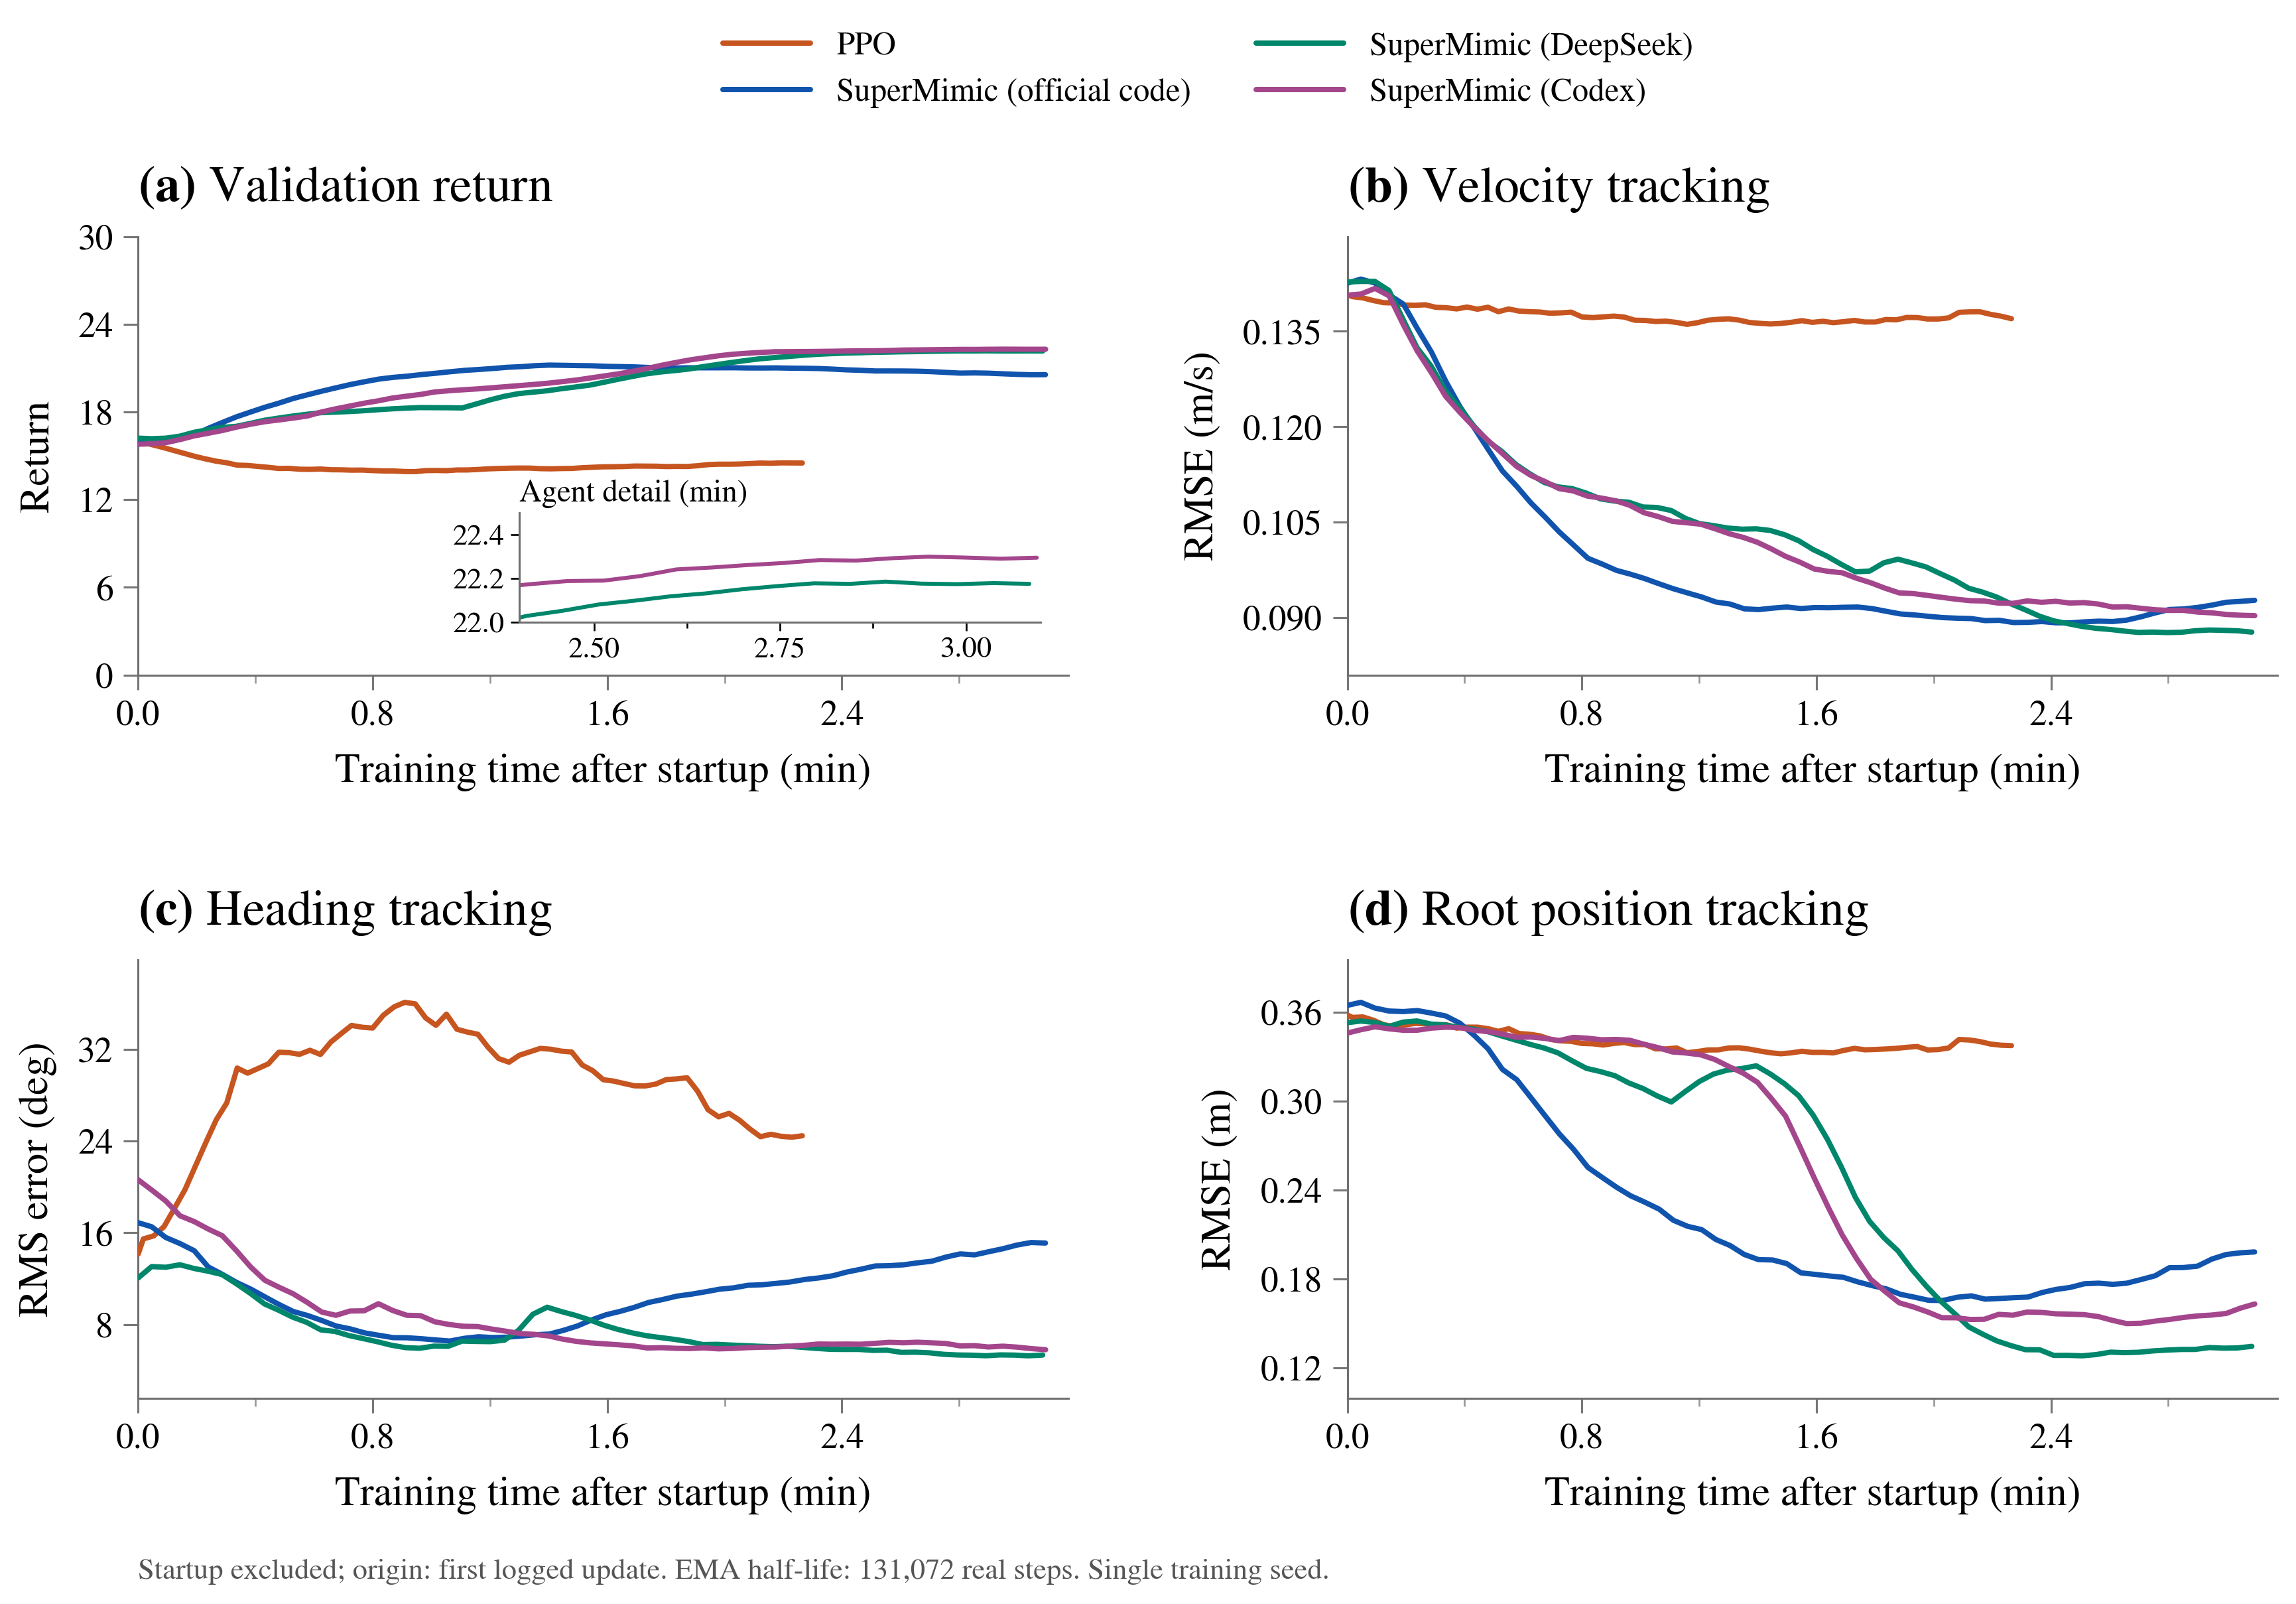 PPO
SuperMimic (official code)
SuperMimic (DeepSeek)
SuperMimic (Codex)
(a) Validation return
Return
30
24
18
12
6
0
Agent detail (min)
22.4
22.2
22.0
2.50 2.75 3.00
0.0 0.8 1.6 2.4
Training time after startup (min)
(b) Velocity tracking
RMSE (m/s)
0.135
0.120
0.105
0.090
0.0 0.8 1.6 2.4
Training time after startup (min)
(c) Heading tracking
RMS error (deg)
32
24
16
8
0.0 0.8 1.6 2.4
Training time after startup (min)
(d) Root position tracking
RMSE (m)
0.36
0.30
0.24
0.18
0.12
0.0 0.8 1.6 2.4
Training time after startup (min)
Startup excluded; origin: first logged update. EMA half-life: 131,072 real steps. Single training seed.